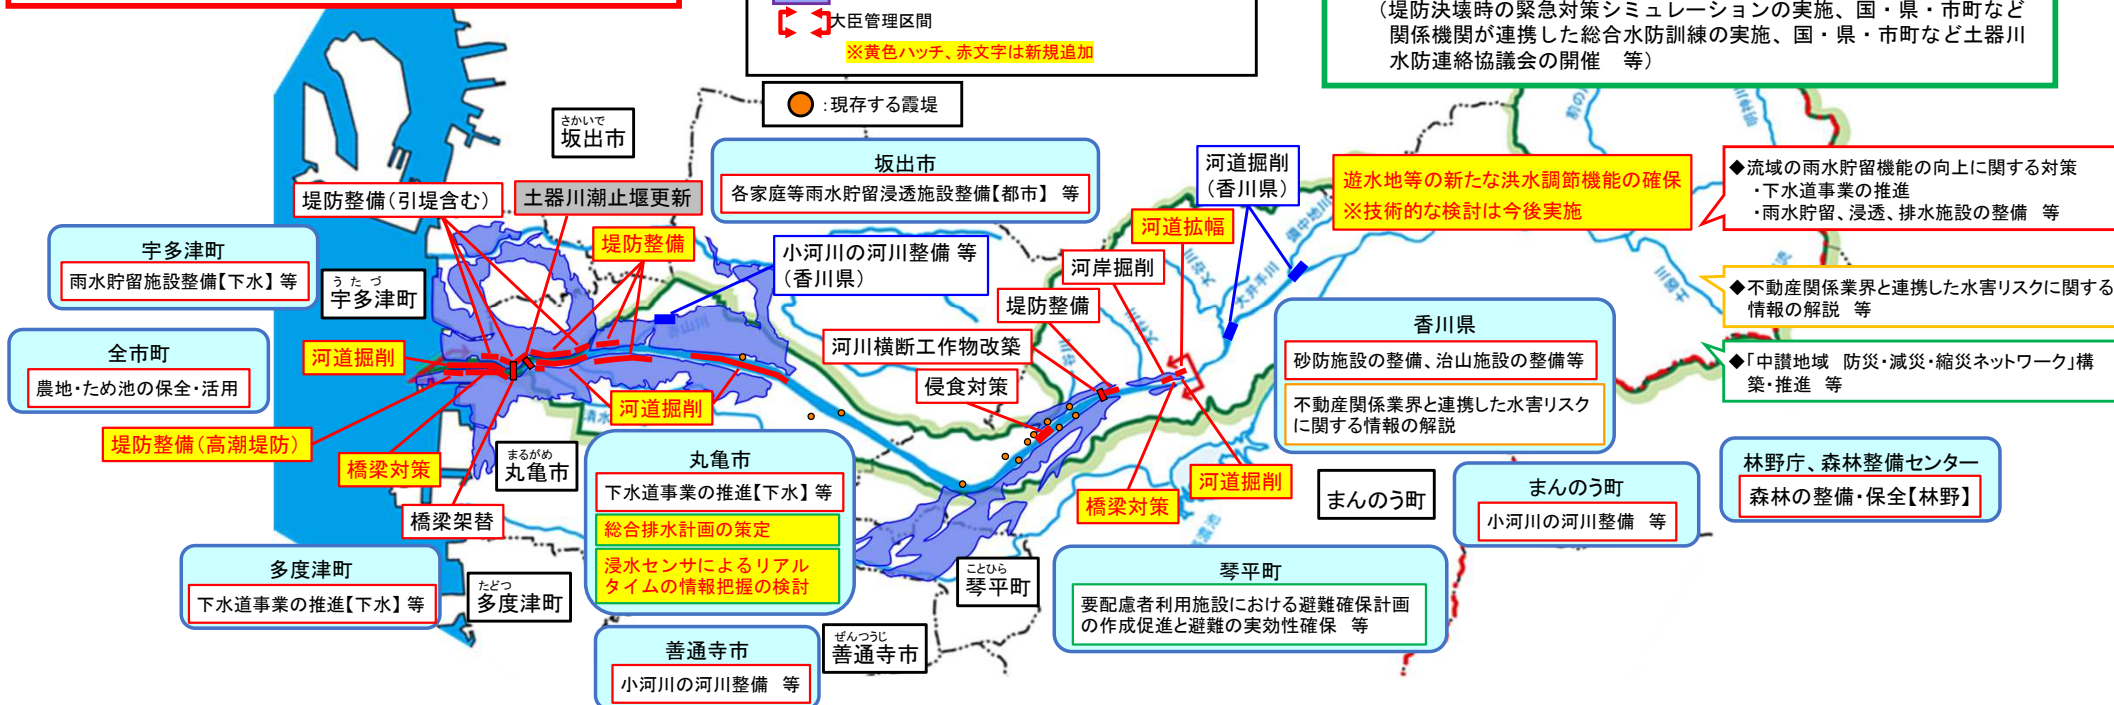 大臣管理区間
※黄色ハッチ、赤文字は新規追加
:現存する霞堤
(堤防決壊時の緊急対策シミュレーションの実施、国・県・市町など
関係機関が連携した総合水防訓練の実施、国・県・市町など土器川
水防連絡協議会の開催 等)
さかいで
坂出市
坂出市
各家庭等雨水貯留浸透施設整備【都市】 等
河道掘削
(香川県)
遊水地等の新たな洪水調節機能の確保
※技術的な検討は今後実施
◆流域の雨水貯留機能の向上に関する対策
・下水道事業の推進
・雨水貯留、浸透、排水施設の整備 等
堤防整備(引堤含む)
土器川潮止堰更新
堤防整備
小河川の河川整備 等
(香川県)
河道拡幅
河岸掘削
堤防整備
宇多津町
雨水貯留施設整備【下水】 等
うたづ
宇多津町
◆不動産関係業界と連携した水害リスクに関する
情報の解説 等
全市町
農地・ため池の保全・活用
河道掘削
河川横断工作物改築
侵食対策
大井手川
備中地川
香川県
砂防施設の整備、治山施設の整備等
不動産関係業界と連携した水害リスク
に関する情報の解説
◆「中讃地域 防災・減災・縮災ネットワーク」構
築・推進 等
堤防整備(高潮堤防)
橋梁対策
橋梁架替
まるがめ
丸亀市
河道掘削
丸亀市
下水道事業の推進【下水】 等
総合排水計画の策定
浸水センサによるリアル
タイムの情報把握の検討
橋梁対策
河道掘削
まんのう町
まんのう町
小河川の河川整備 等
林野庁、森林整備センター
森林の整備・保全【林野】
多度津町
下水道事業の推進【下水】 等
たどつ
多度津町
ことひら
琴平町
琴平町
要配慮者利用施設における避難確保計画
の作成促進と避難の実効性確保 等
善通寺市
小河川の河川整備 等
ぜんつうじ
善通寺市